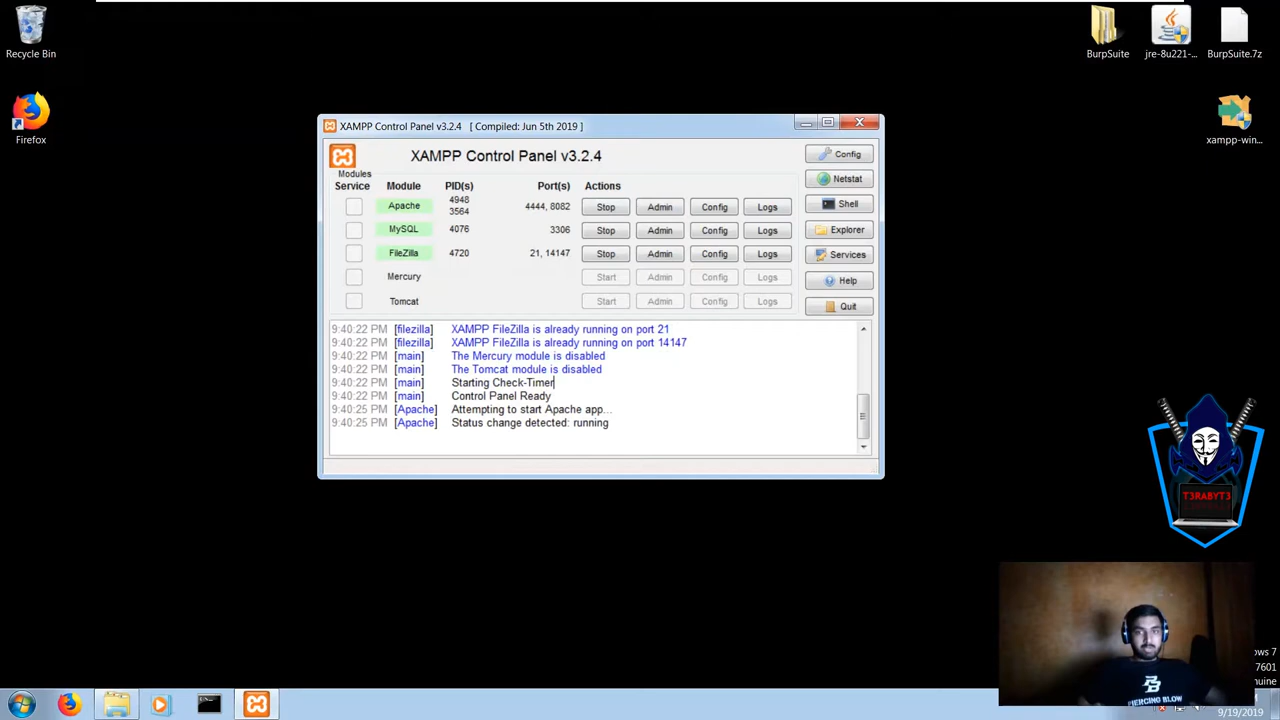 Recycle Bin
Firefox
BurpSuite
jre-8u221-...
BurpSuite.7z
xampp-win...
XAMPP Control Panel v3.2.4 [ Compiled: Jun 5th 2019 ]
XAMPP Control Panel v3.2.4
Modules
Service Module PID(s) Port(s) Actions
Apache 4948 3564 4444, 8082 Stop Admin Config Logs
MySQL 4076 3306 Stop Admin Config Logs
FileZilla 4720 21, 14147 Stop Admin Config Logs
Mercury Start Admin Config Logs
Tomcat Start Admin Config Logs
Config
Netstat
Shell
Explorer
Services
Help
Quit
9:40:22 PM [filezilla] XAMPP FileZilla is already running on port 21
9:40:22 PM [filezilla] XAMPP FileZilla is already running on port 14147
9:40:22 PM [main] The Mercury module is disabled
9:40:22 PM [main] The Tomcat module is disabled
9:40:22 PM [main] Starting Check-Timer
9:40:22 PM [main] Control Panel Ready
9:40:25 PM [Apache] Attempting to start Apache app...
9:40:25 PM [Apache] Status change detected: running
T3RABYT3
PIERCING BLOW
ows 7
7601
nuine
9/19/2019